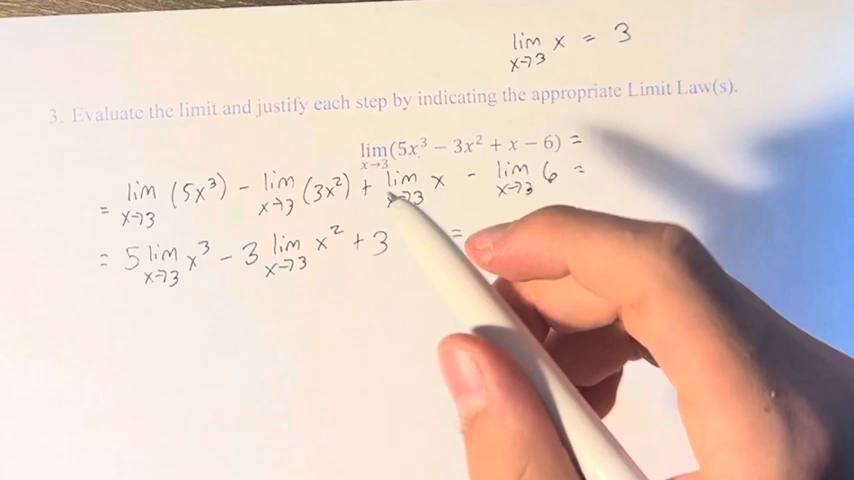 lim x = 3
x→3
3. Evaluate the limit and justify each step by indicating the appropriate Limit Law(s).
lim(5x³ − 3x² + x − 6) =
x→3
= lim (5x³) − lim (3x²) + lim x − lim 6 =
x→3 x→3 x→3 x→3
= 5 lim x³ − 3 lim x² + 3 =
x→3 x→3